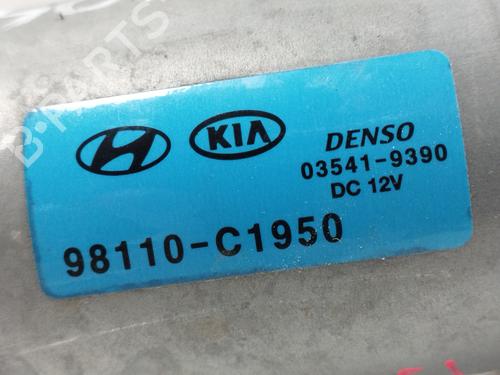 KIA
DENSO
03541-9390
DC 12V
98110-C1950
B-PARTS